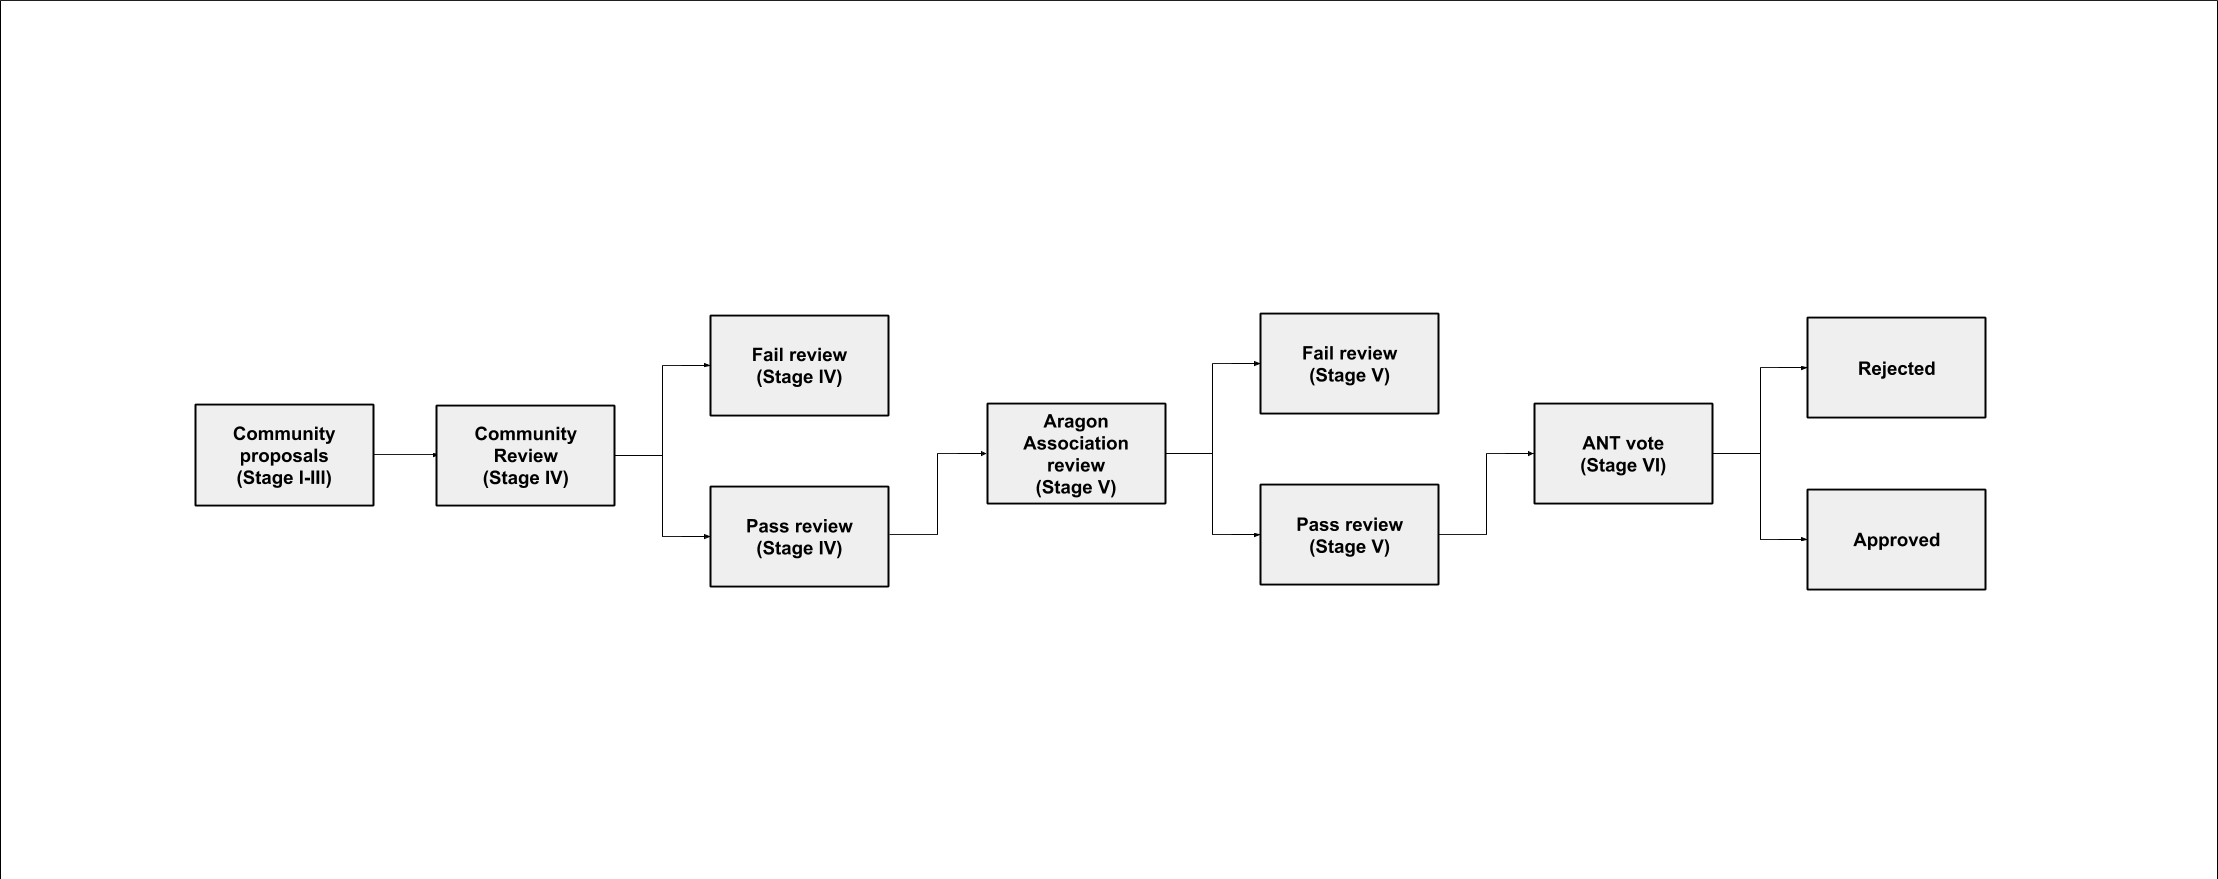 Community
proposals
(Stage I-III)
Community
Review
(Stage IV)
Fail review
(Stage IV)
Pass review
(Stage IV)
Aragon
Association
review
(Stage V)
Fail review
(Stage V)
Pass review
(Stage V)
ANT vote
(Stage VI)
Rejected
Approved